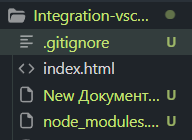 Integration-vsc...
.gitignore U
index.html
New Документ... U
node_modules.... U